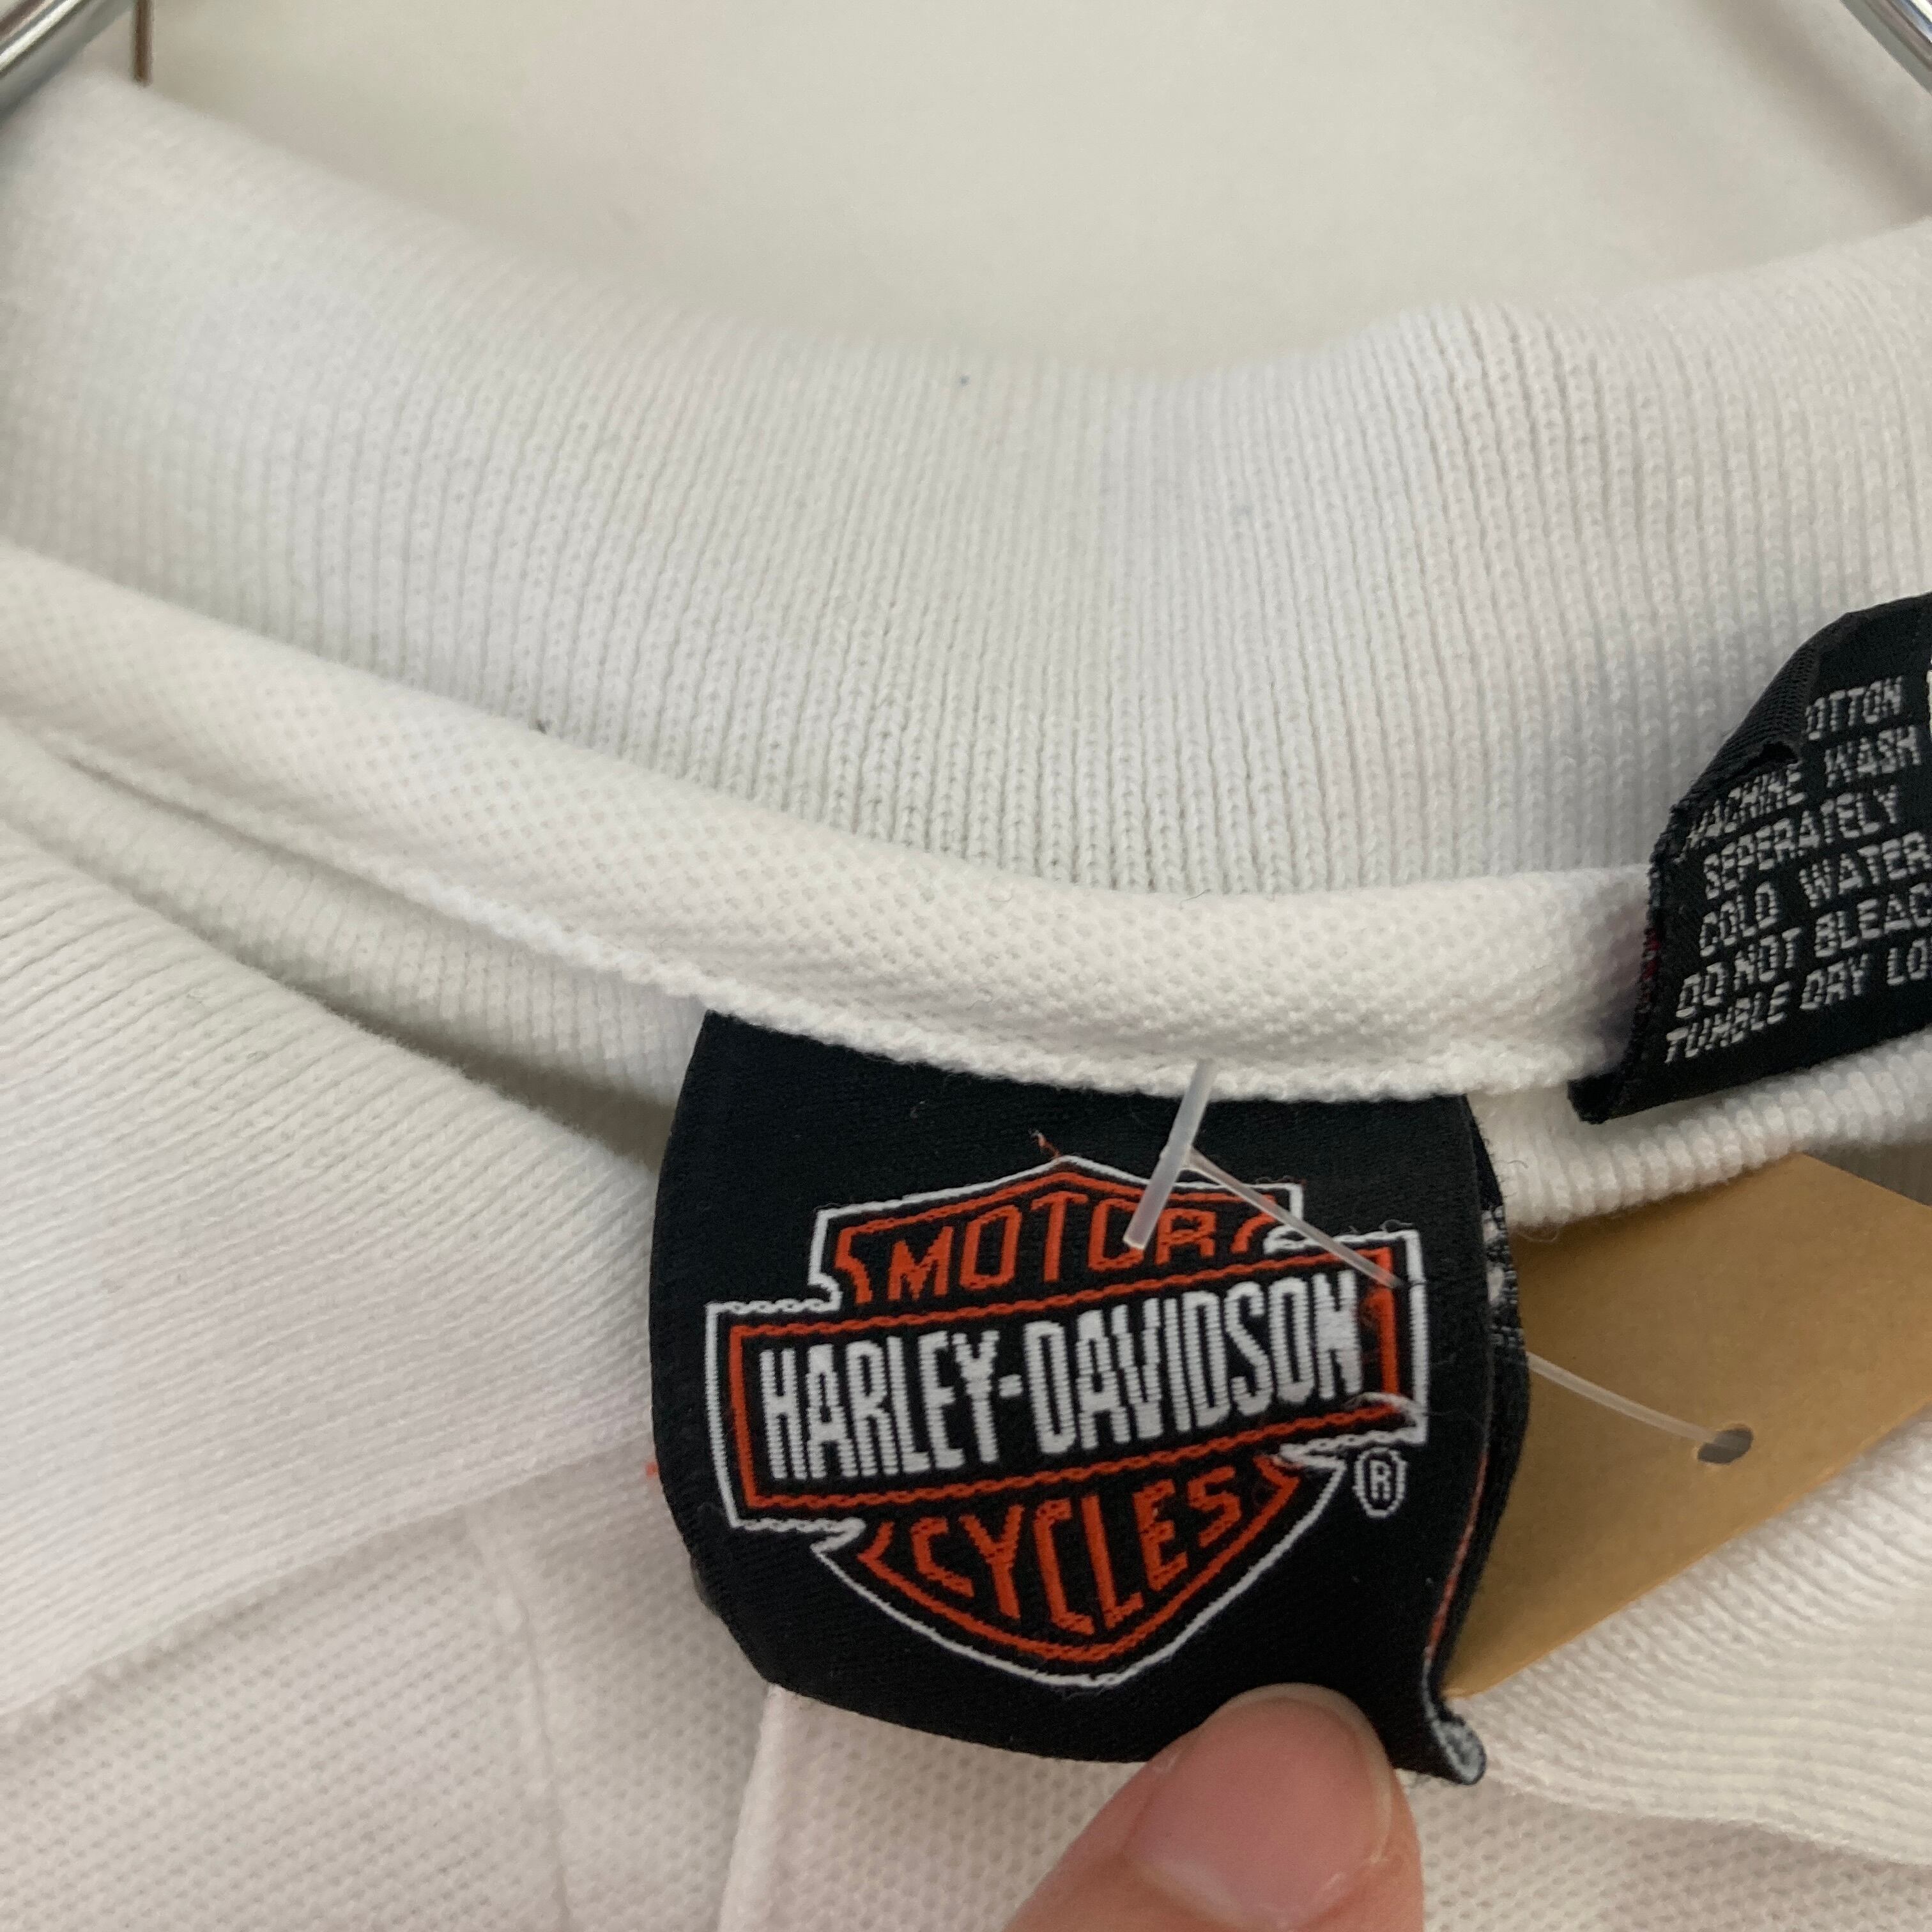 MOTOR
HARLEY-DAVIDSON
CYCLES
®
OTTON
MACHINE WASH
SEPERATELY
COLD WATER
DO NOT BLEAC
TUMBLE DRY LO